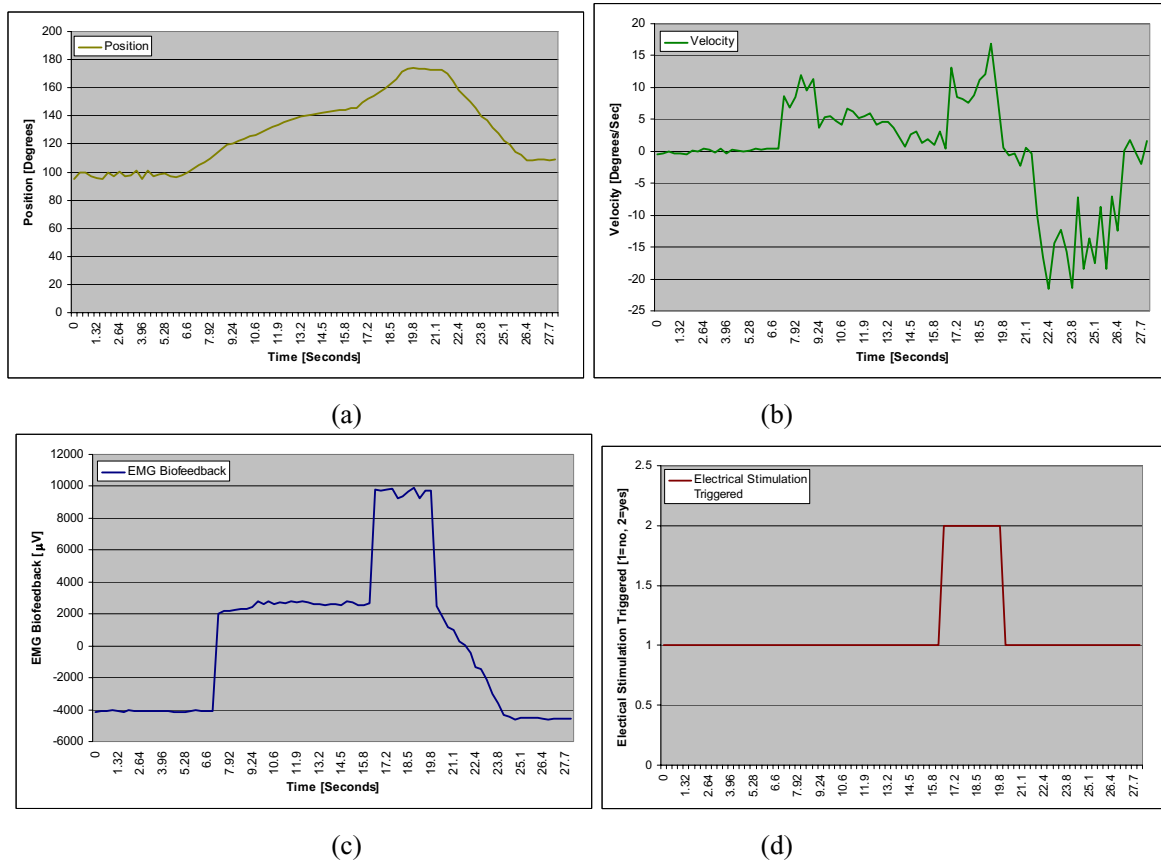 200
180
160
140
120
100
80
60
40
20
0
Position [Degrees]
Position
0 1.32 2.64 3.96 5.28 6.6 7.92 9.24 10.6 11.9 13.2 14.5 15.8 17.2 18.5 19.8 21.1 22.4 23.8 25.1 26.4 27.7
Time [Seconds]
(a)
20
15
10
5
0
-5
-10
-15
-20
-25
Velocity [Degrees/Sec]
Velocity
0 1.32 2.64 3.96 5.28 6.6 7.92 9.24 10.6 11.9 13.2 14.5 15.8 17.2 18.5 19.8 21.1 22.4 23.8 25.1 26.4 27.7
Time [Seconds]
(b)
12000
10000
8000
6000
4000
2000
0
-2000
-4000
-6000
EMG Biofeedback [µV]
EMG Biofeedback
0 1.32 2.64 3.96 5.28 6.6 7.92 9.24 10.6 11.9 13.2 14.5 15.8 17.2 18.5 19.8 21.1 22.4 23.8 25.1 26.4 27.7
Time [Seconds]
(c)
2.5
2
1.5
1
0.5
0
Electical Stimulation Triggered [1=no, 2=yes]
Electrical Stimulation
Triggered
0 1.32 2.64 3.96 5.28 6.6 7.92 9.24 10.6 11.9 13.2 14.5 15.8 17.2 18.5 19.8 21.1 22.4 23.8 25.1 26.4 27.7
Time [Seconds]
(d)